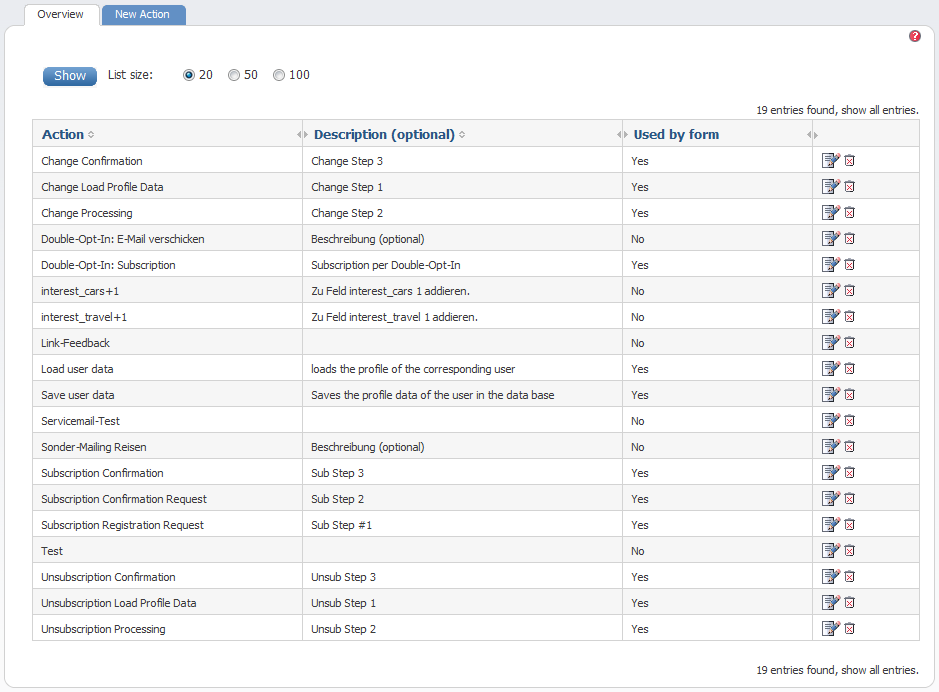 Overview New Action
?
Show List size: 20 50 100
19 entries found, show all entries.
Action Description (optional) Used by form
Change Confirmation Change Step 3 Yes
Change Load Profile Data Change Step 1 Yes
Change Processing Change Step 2 Yes
Double-Opt-In: E-Mail verschicken Beschreibung (optional) No
Double-Opt-In: Subscription Subscription per Double-Opt-In Yes
interest_cars+1 Zu Feld interest_cars 1 addieren. No
interest_travel+1 Zu Feld interest_travel 1 addieren. No
Link-Feedback No
Load user data loads the profile of the corresponding user Yes
Save user data Saves the profile data of the user in the data base Yes
Servicemail-Test No
Sonder-Mailing Reisen Beschreibung (optional) No
Subscription Confirmation Sub Step 3 Yes
Subscription Confirmation Request Sub Step 2 Yes
Subscription Registration Request Sub Step #1 Yes
Test No
Unsubscription Confirmation Unsub Step 3 Yes
Unsubscription Load Profile Data Unsub Step 1 Yes
Unsubscription Processing Unsub Step 2 Yes
19 entries found, show all entries.